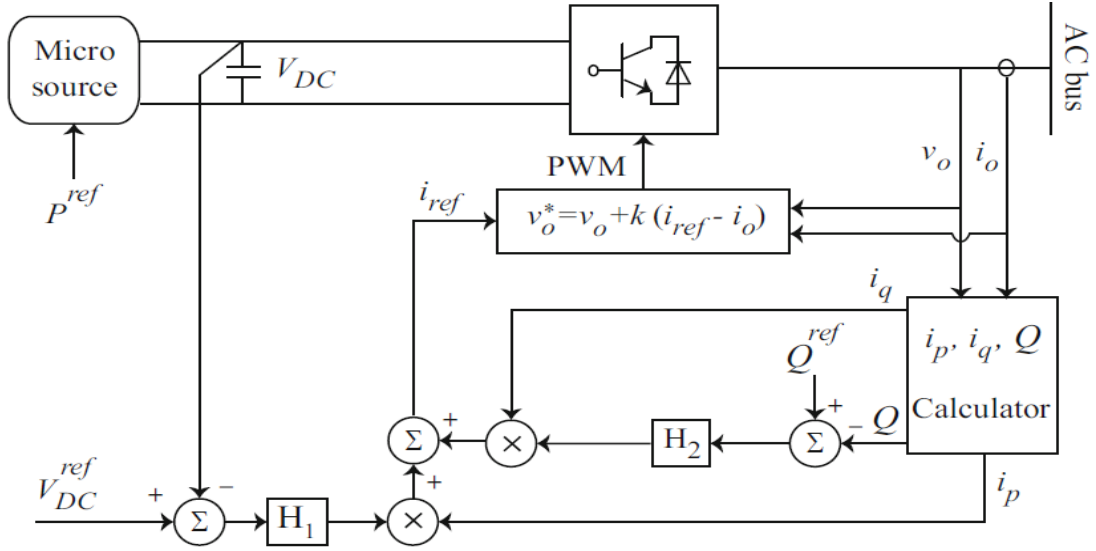 Micro
source
V_DC
AC bus
P^ref
PWM
v_o
i_o
i_ref
v_o^*=v_o+k (i_ref - i_o)
i_q
i_p, i_q, Q
Calculator
Q^ref
+
− Q
Σ
+
×
H_2
Σ
+
i_p
V_DC^ref
+
−
Σ
H_1
×